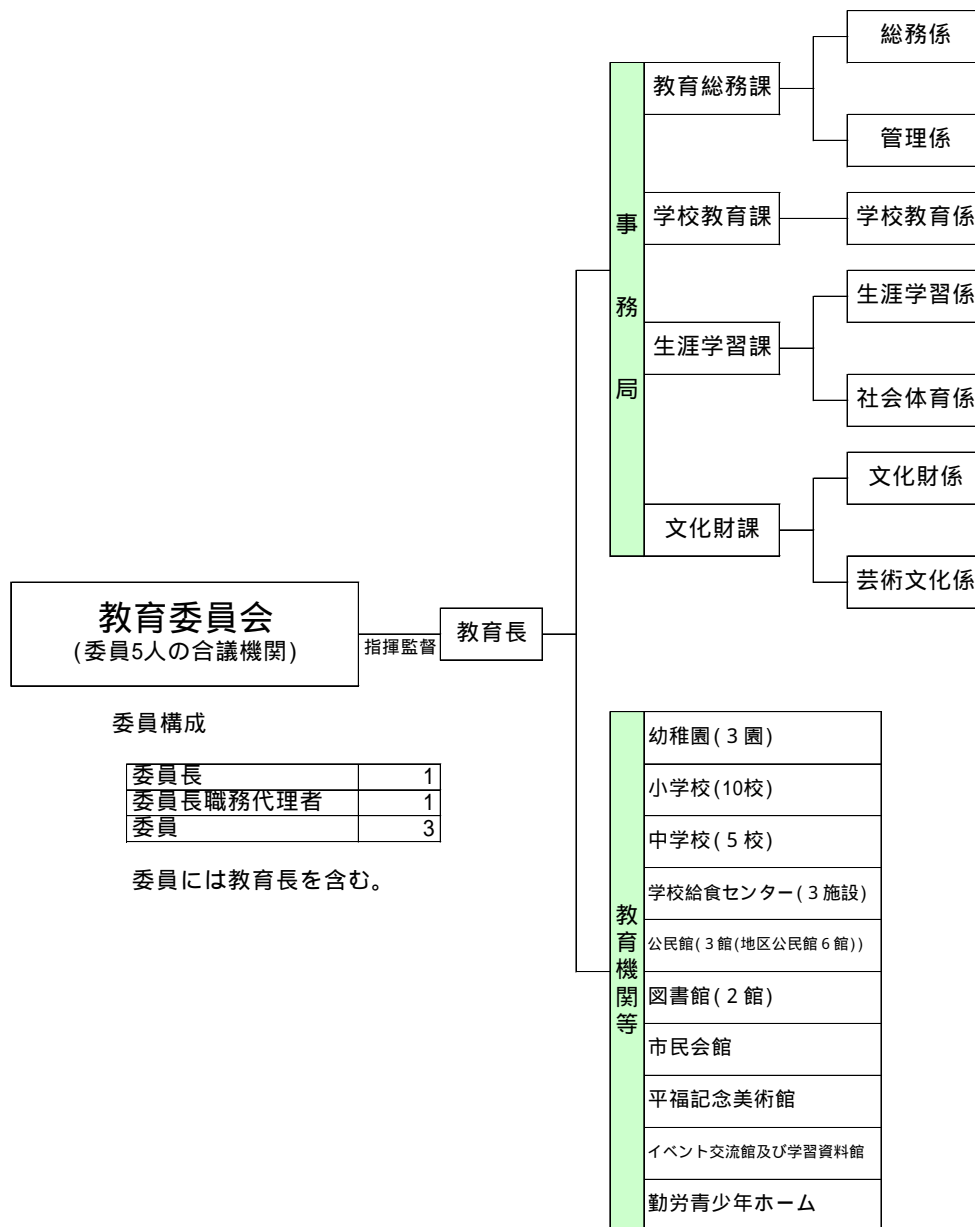 総務係
教育総務課
管理係
事務局
学校教育課
学校教育係
生涯学習係
生涯学習課
社会体育係
文化財係
文化財課
芸術文化係
教育委員会
(委員5人の合議機関)
指揮監督
教育長
委員構成
委員長 1
委員長職務代理者 1
委員 3
委員には教育長を含む。
教育機関等
幼稚園(3園)
小学校(10校)
中学校(5校)
学校給食センター(3施設)
公民館(3館(地区公民館6館))
図書館(2館)
市民会館
平福記念美術館
イベント交流館及び学習資料館
勤労青少年ホーム